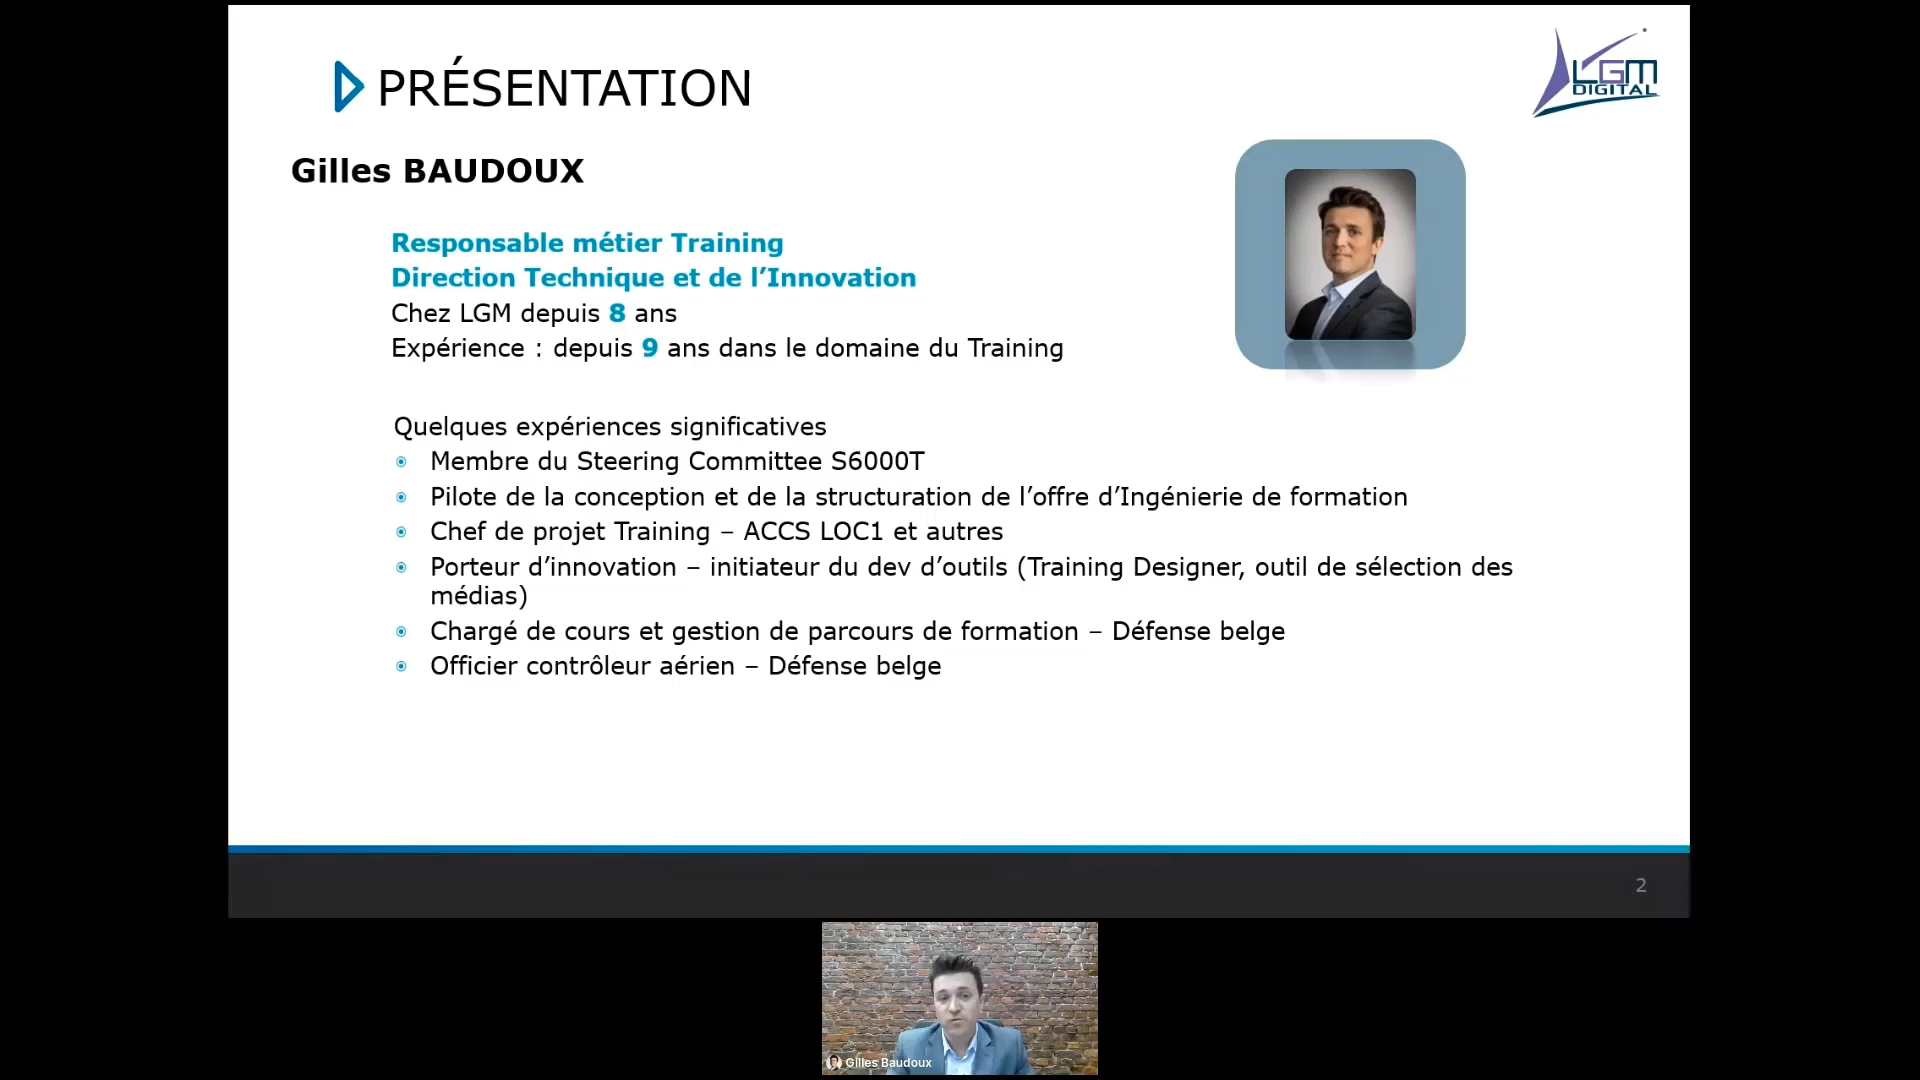 PRÉSENTATION
LGM
DIGITAL
Gilles BAUDOUX
Responsable métier Training
Direction Technique et de l’Innovation
Chez LGM depuis 8 ans
Expérience : depuis 9 ans dans le domaine du Training
Quelques expériences significatives
Membre du Steering Committee S6000T
Pilote de la conception et de la structuration de l’offre d’Ingénierie de formation
Chef de projet Training – ACCS LOC1 et autres
Porteur d’innovation – initiateur du dev d’outils (Training Designer, outil de sélection des
médias)
Chargé de cours et gestion de parcours de formation – Défense belge
Officier contrôleur aérien – Défense belge
2
Gilles Baudoux